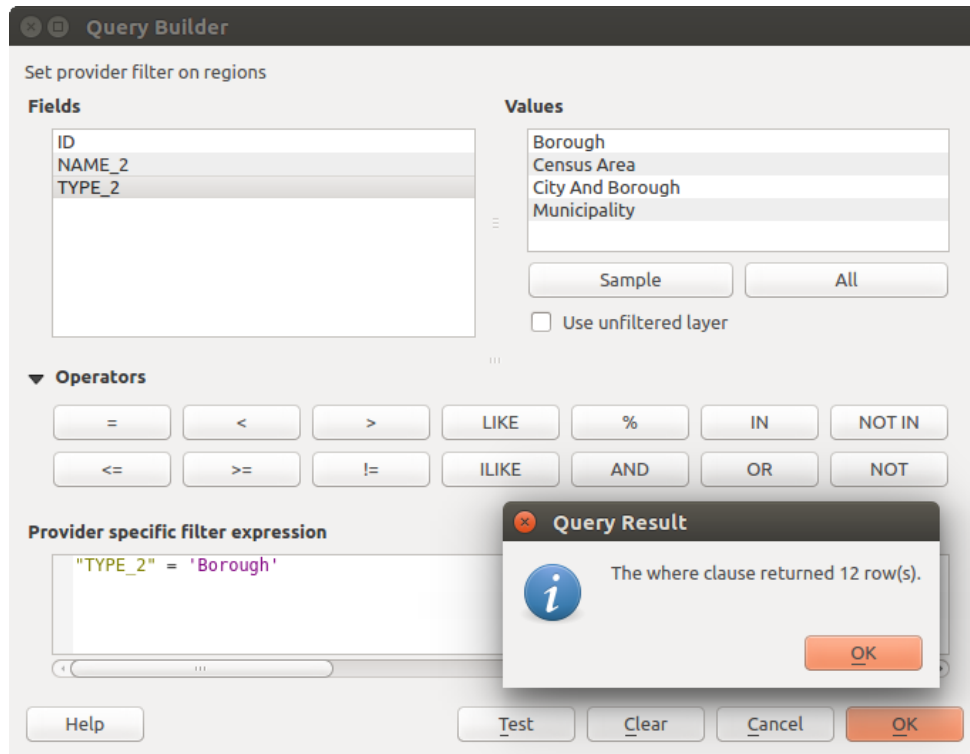 Query Builder
Set provider filter on regions
Fields
Values
ID
NAME_2
TYPE_2
Borough
Census Area
City And Borough
Municipality
Sample
All
Use unfiltered layer
Operators
= < > LIKE % IN NOT IN
<= >= != ILIKE AND OR NOT
Provider specific filter expression
"TYPE_2" = 'Borough'
Query Result
The where clause returned 12 row(s).
OK
Help Test Clear Cancel OK